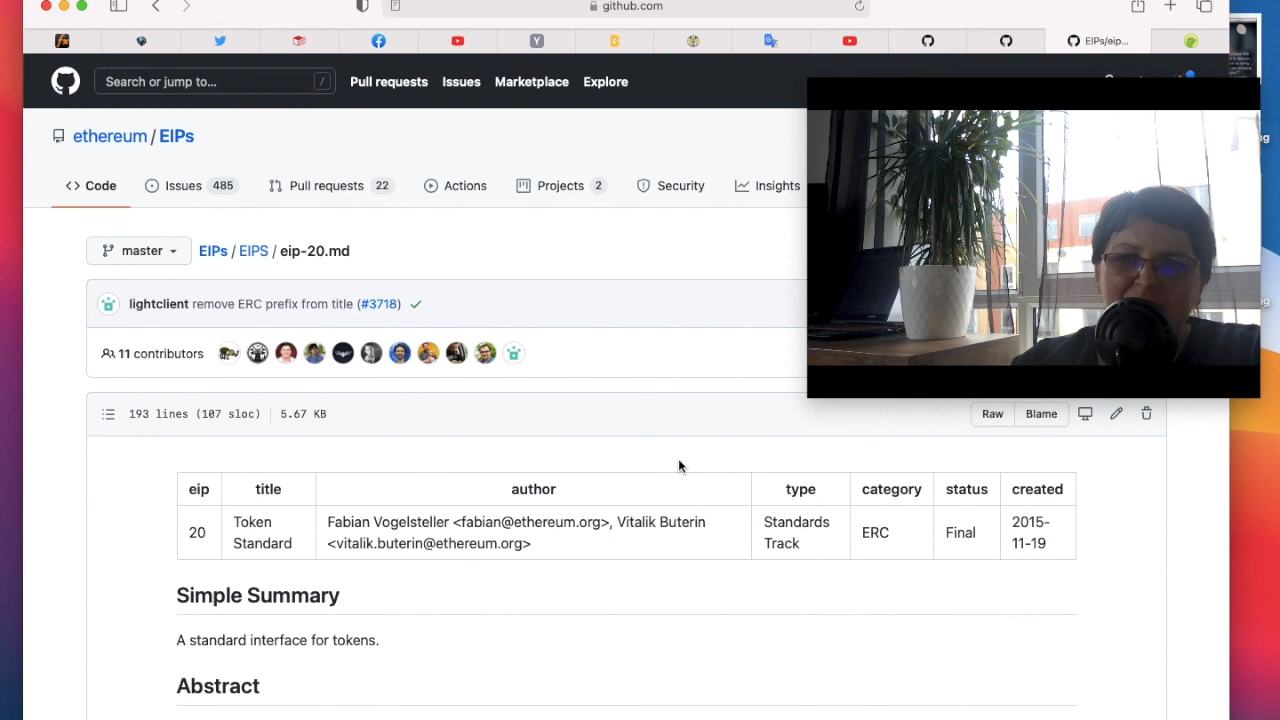 github.com
EIPs/eip...
Search or jump to... /
Pull requests Issues Marketplace Explore
ethereum / EIPs
Code Issues 485 Pull requests 22 Actions Projects 2 Security Insights
master EIPs / EIPS / eip-20.md
lightclient remove ERC prefix from title (#3718)
11 contributors
193 lines (107 sloc) 5.67 KB
Raw Blame
eip title author type category status created
20 Token Standard Fabian Vogelsteller <fabian@ethereum.org>, Vitalik Buterin <vitalik.buterin@ethereum.org> Standards Track ERC Final 2015-11-19
Simple Summary
A standard interface for tokens.
Abstract